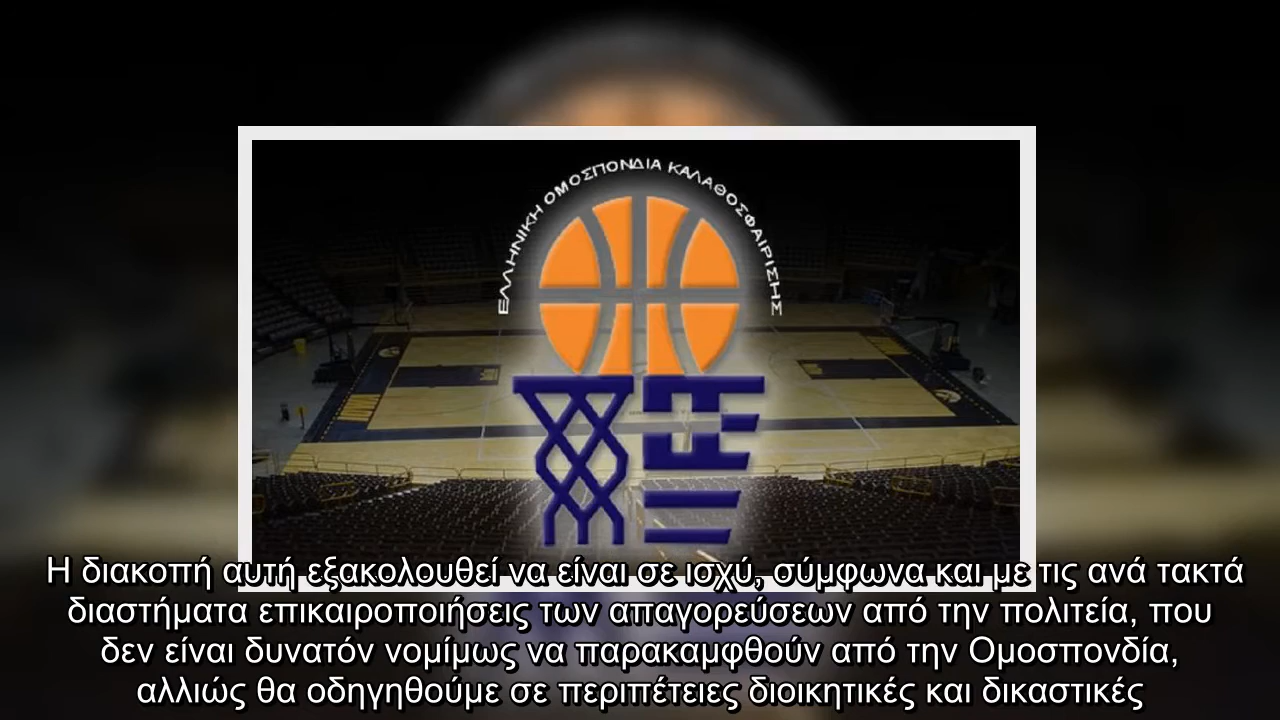 ΕΛΛΗΝΙΚΗ ΟΜΟΣΠΟΝΔΙΑ ΚΑΛΑΘΟΣΦΑΙΡΙΣΗΣ
Η διακοπή αυτή εξακολουθεί να είναι σε ισχύ, σύμφωνα και με τις ανά τακτά
διαστήματα επικαιροποιήσεις των απαγορεύσεων από την πολιτεία, που
δεν είναι δυνατόν νομίμως να παρακαμφθούν από την Ομοσπονδία,
αλλιώς θα οδηγηθούμε σε περιπέτειες διοικητικές και δικαστικές